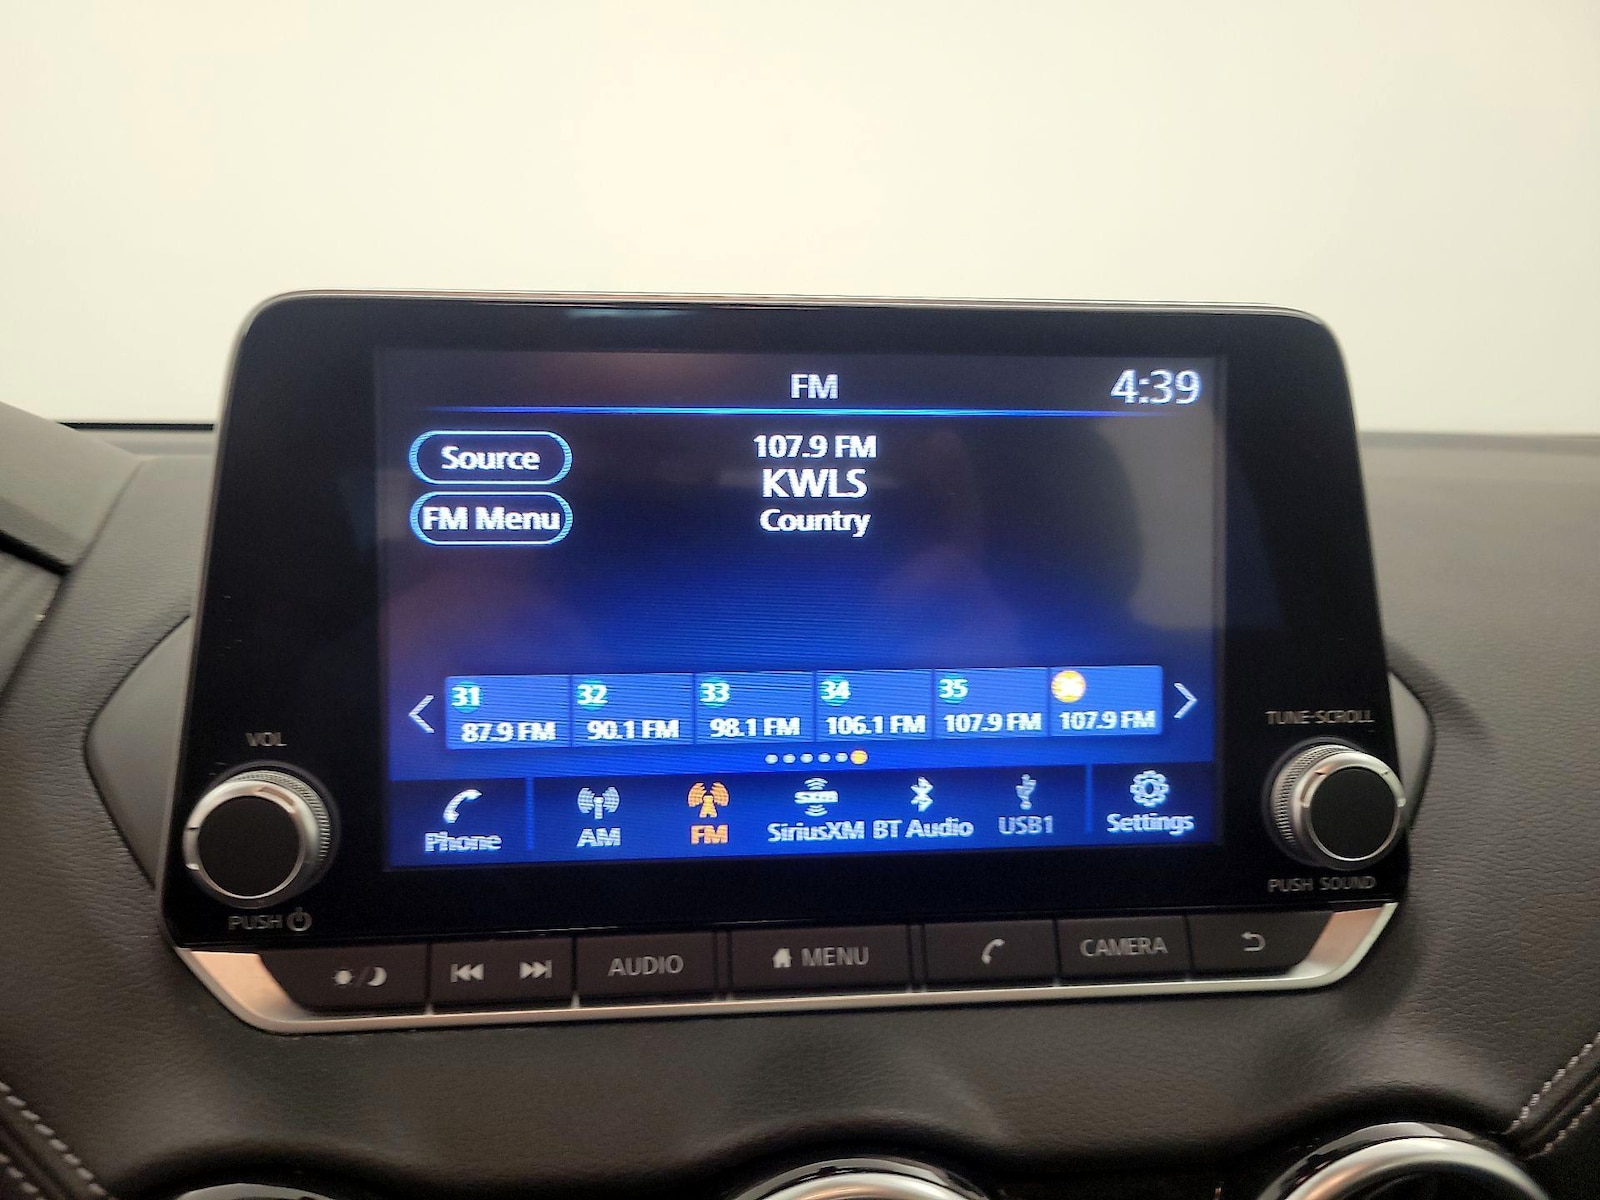 FM
4:39
Source
107.9 FM
KWLS
FM Menu
Country
31
32
33
34
35
36
87.9 FM
90.1 FM
98.1 FM
106.1 FM
107.9 FM
107.9 FM
VOL
TUNE·SCROLL
Phone
AM
FM
SXM
SiriusXM
BT Audio
USB1
Settings
PUSH
PUSH SOUND
AUDIO
MENU
CAMERA